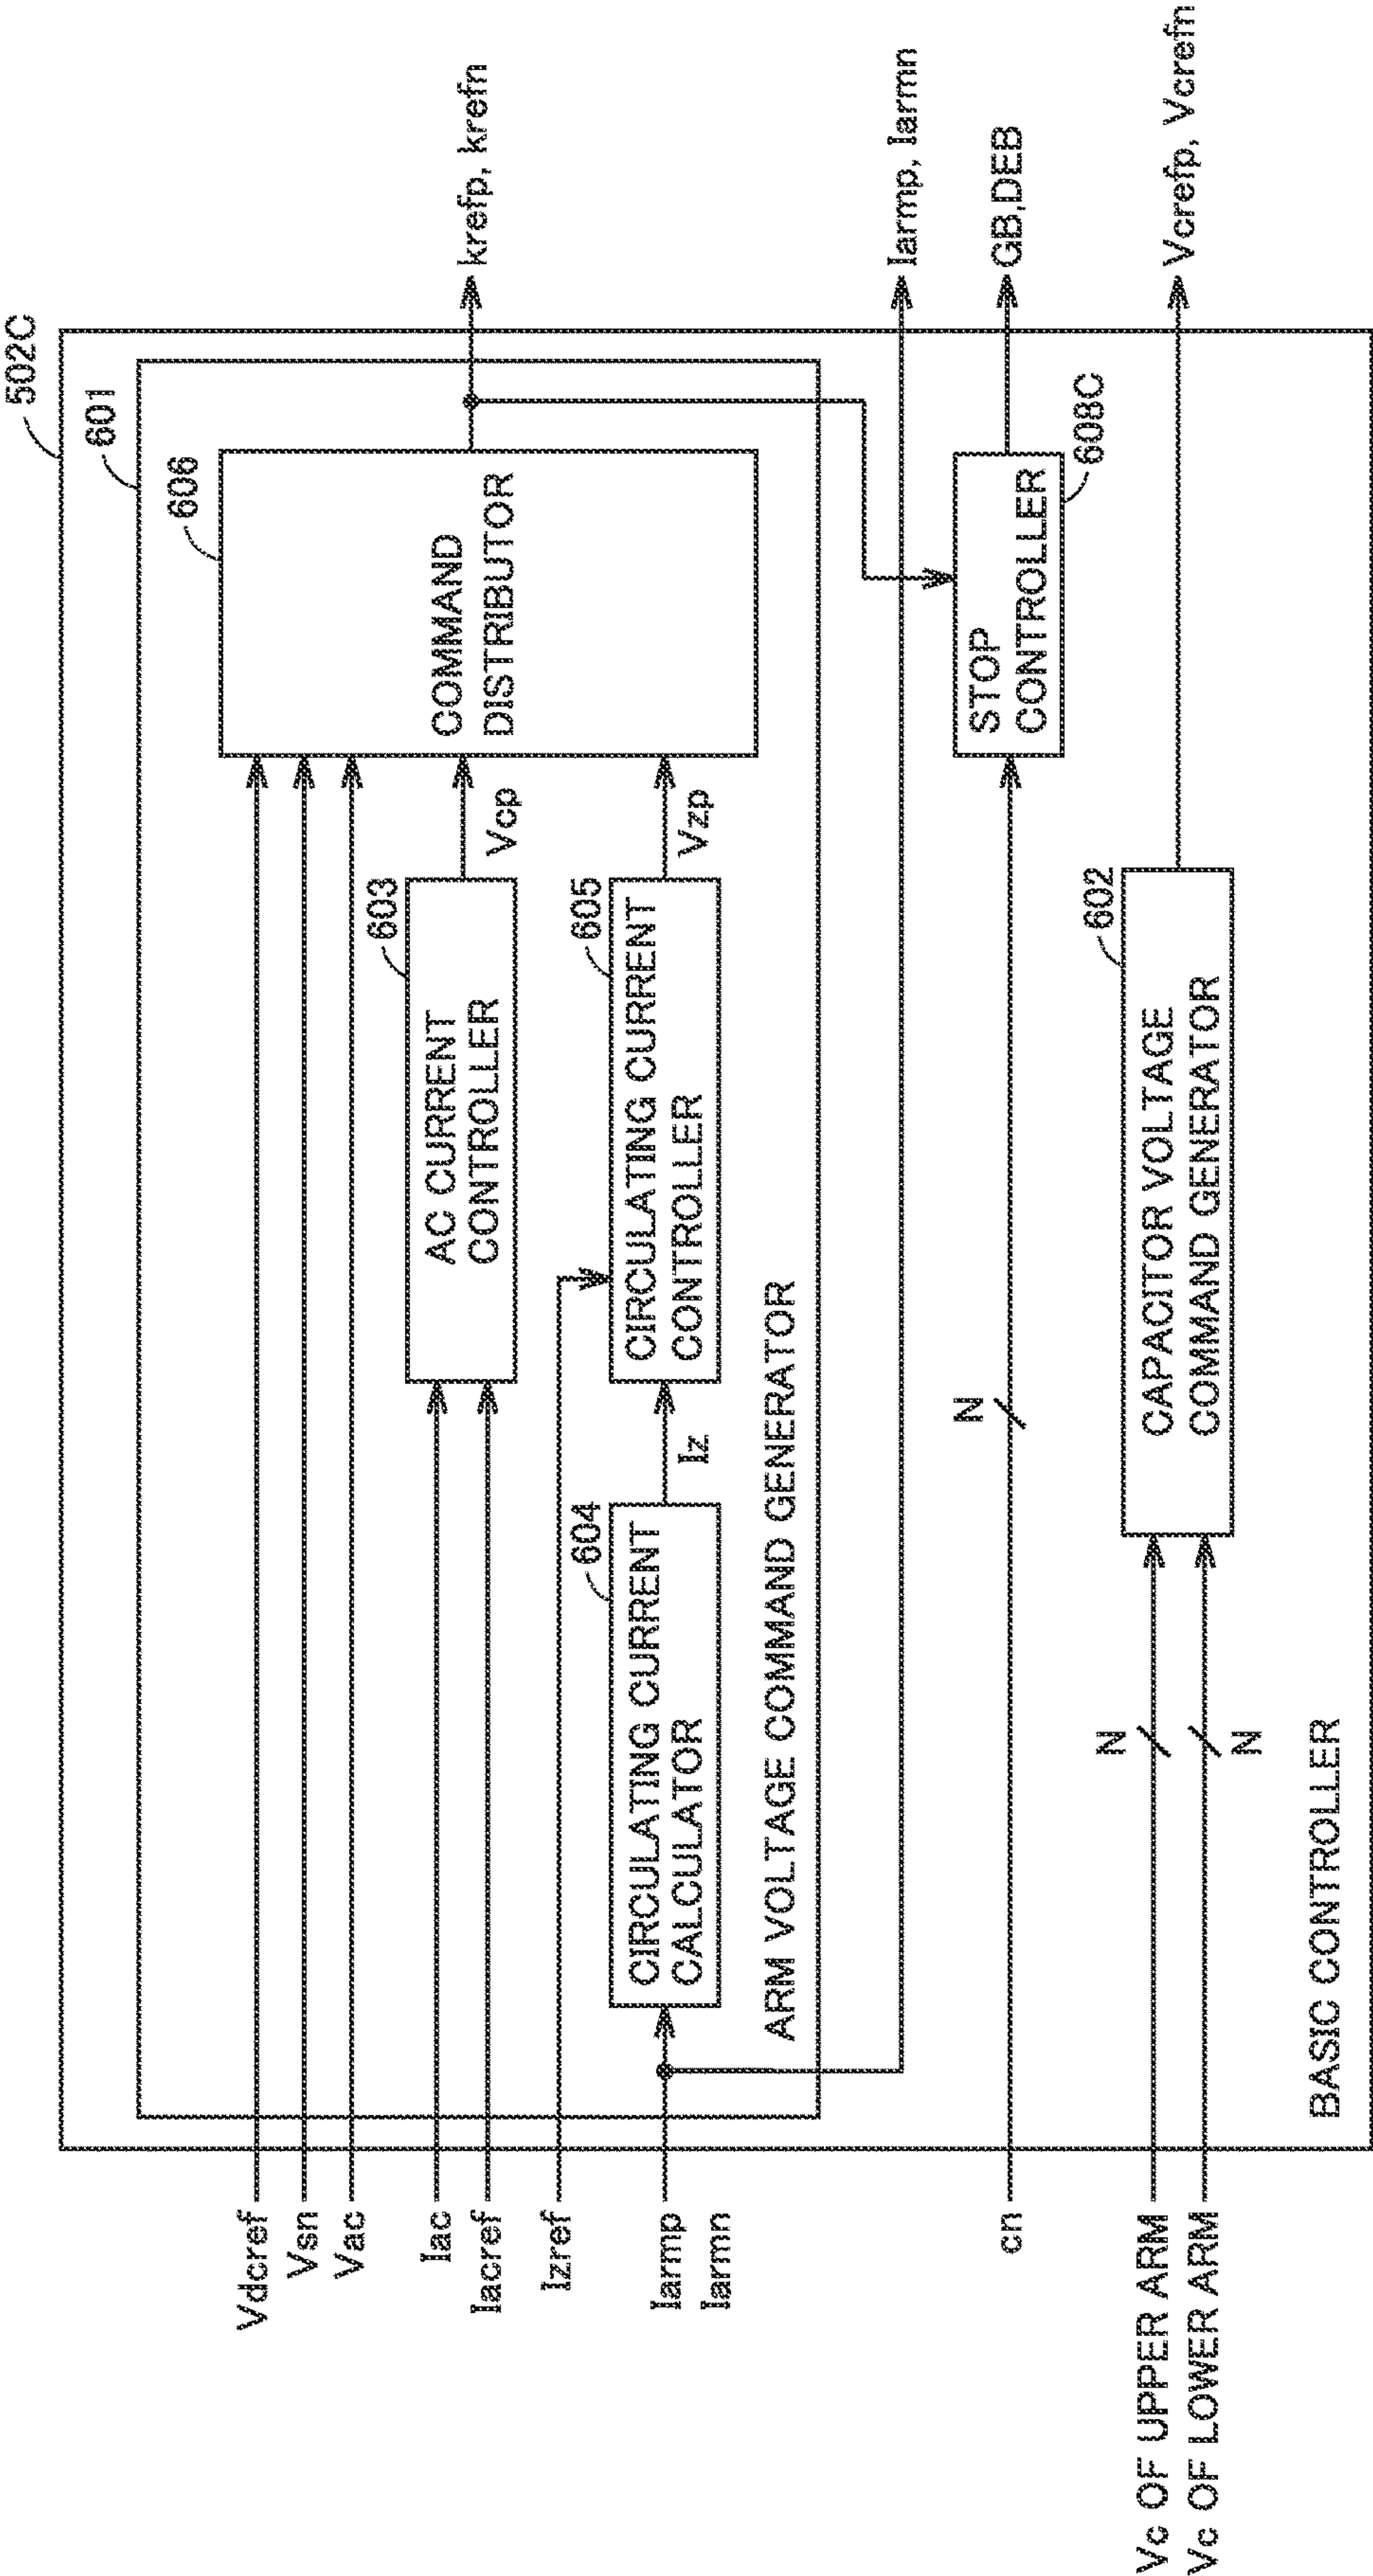 502C
601
606
Vdcref
Vsn
Vac
COMMAND
DISTRIBUTOR
krefp, krefn
603
AC CURRENT
CONTROLLER
Vcp
Iac
Iacref
Izref
604
CIRCULATING CURRENT
CALCULATOR
Iz
605
CIRCULATING CURRENT
CONTROLLER
Vzp
Iarmp
Iarmn
ARM VOLTAGE COMMAND GENERATOR
Iarmp, Iarmn
cn
N
STOP
CONTROLLER
608C
GB,DEB
Vc OF UPPER ARM
Vc OF LOWER ARM
N
N
602
CAPACITOR VOLTAGE
COMMAND GENERATOR
Vcrefp, Vcrefn
BASIC CONTROLLER